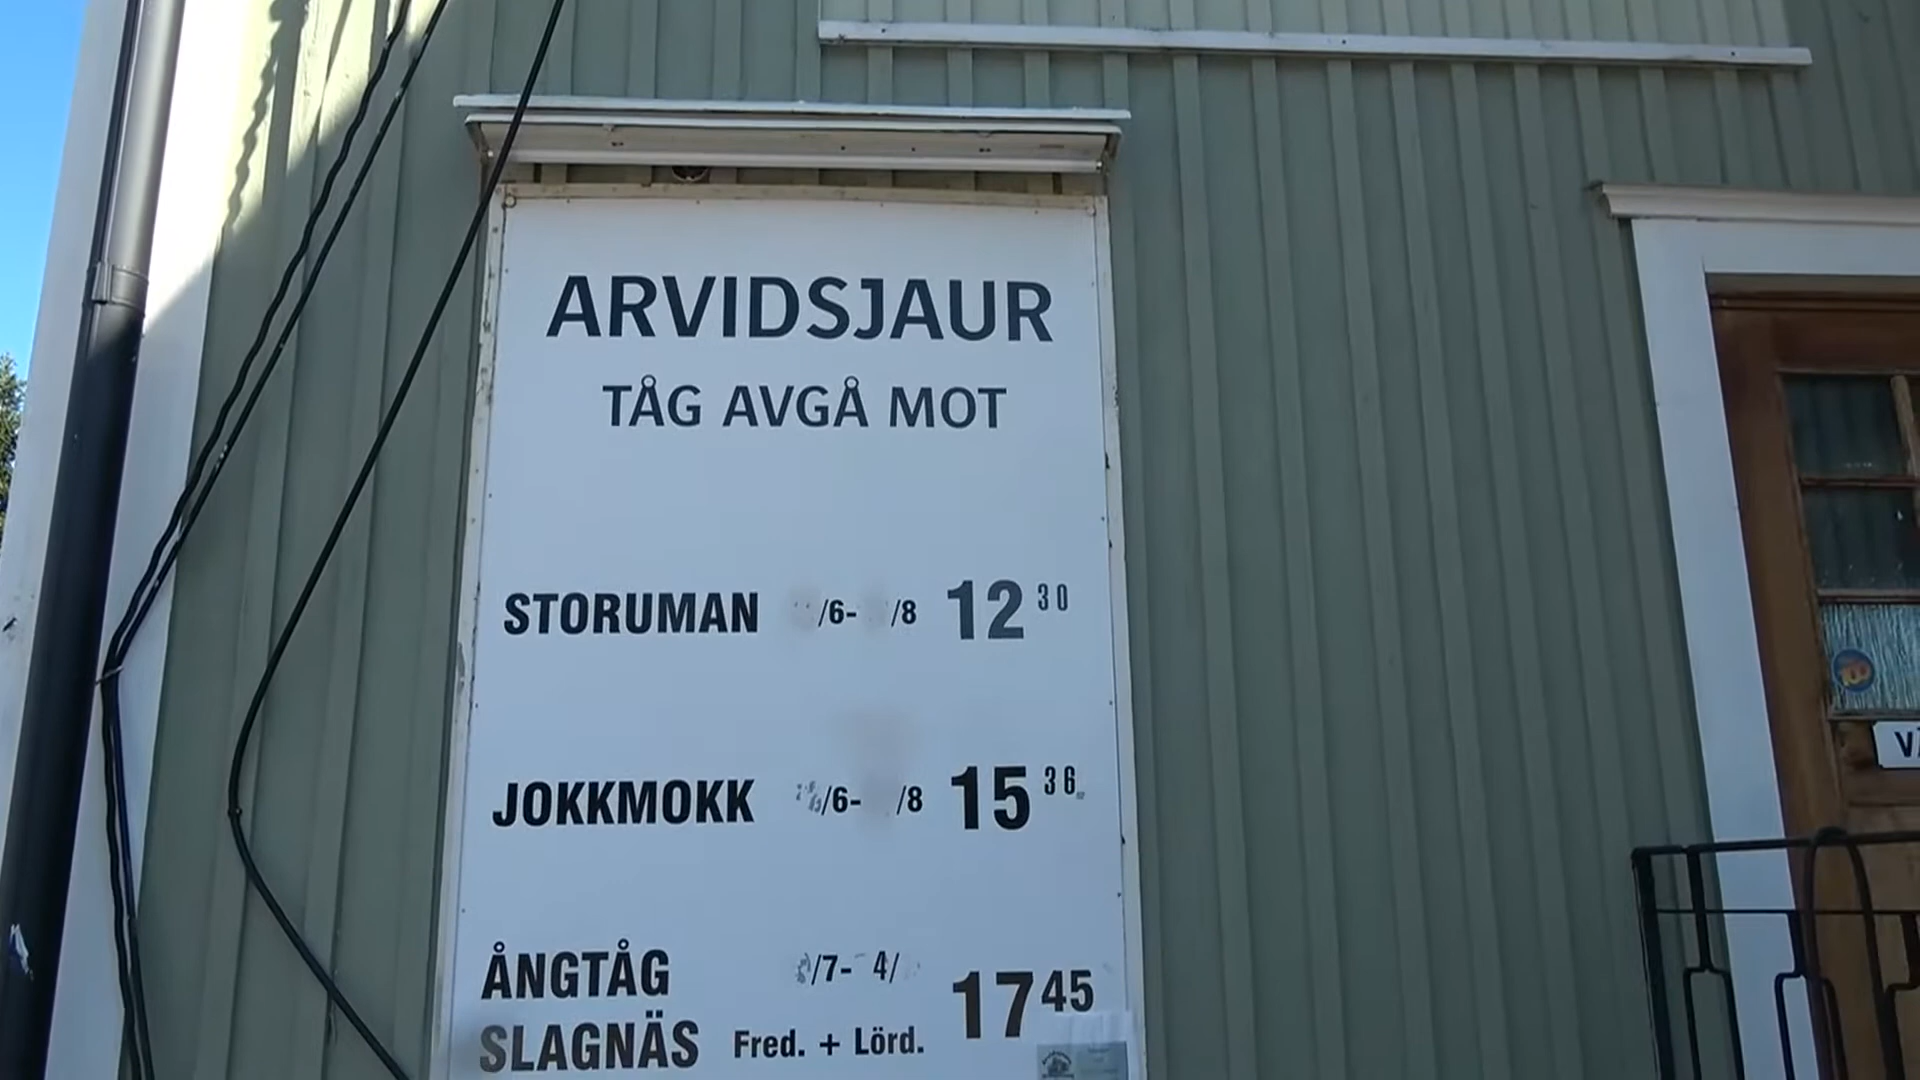 ARVIDSJAUR
TÅG AVGÅ MOT
STORUMAN /6- /8 12 30
JOKKMOKK /6- /8 15 36
ÅNGTÅG /7- 4/ 17 45
SLAGNÄS Fred. + Lörd.
100